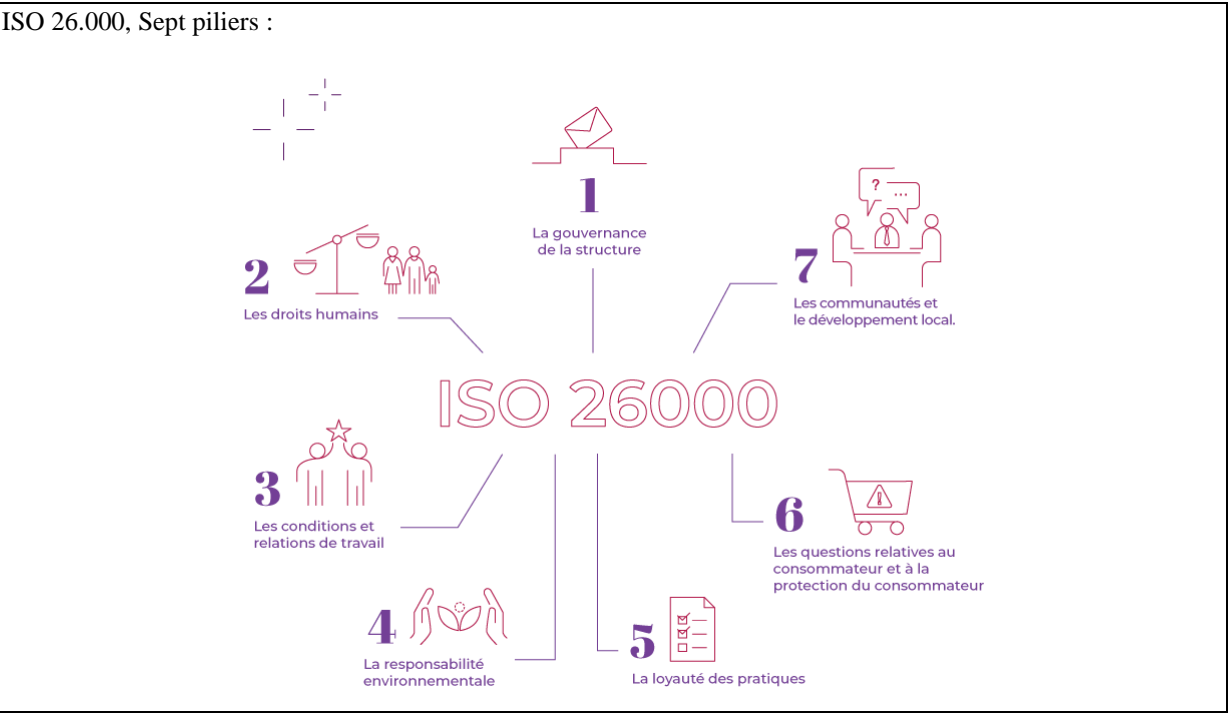 ISO 26.000, Sept piliers :
1
La gouvernance
de la structure
2
Les droits humains
7
? ...
Les communautés et
le développement local.
ISO 26000
3
Les conditions et
relations de travail
6
Les questions relatives au
consommateur et à la
protection du consommateur
4
La responsabilité
environnementale
5
La loyauté des pratiques